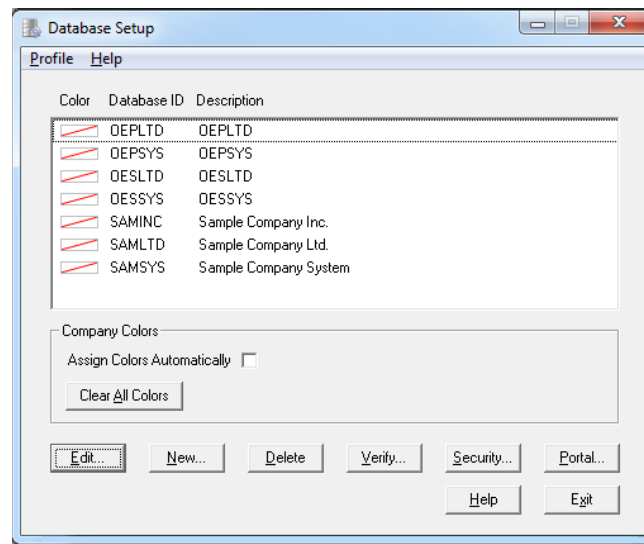 Database Setup
Profile Help
Color Database ID Description
OEPLTD OEPLTD
OEPSYS OEPSYS
OESLTD OESLTD
OESSYS OESSYS
SAMINC Sample Company Inc.
SAMLTD Sample Company Ltd.
SAMSYS Sample Company System
Company Colors
Assign Colors Automatically
Clear All Colors
Edit... New... Delete Verify... Security... Portal...
Help Exit